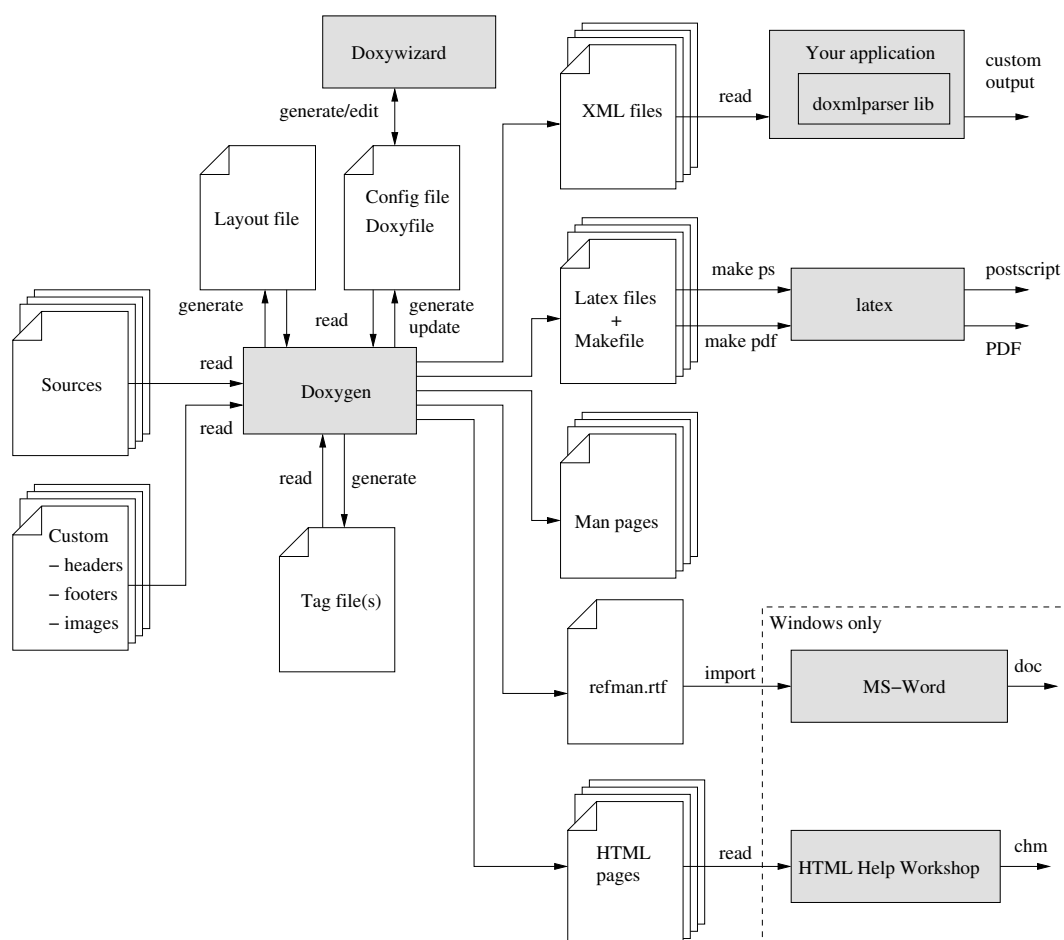 Doxywizard
generate/edit
Layout file
Config file
Doxyfile
generate
read
generate
update
Sources
read
Doxygen
read
Custom
– headers
– footers
– images
read
generate
Tag file(s)
XML files
read
Your application
doxmlparser lib
custom
output
Latex files
+
Makefile
make ps
make pdf
latex
postscript
PDF
Man pages
refman.rtf
import
Windows only
MS–Word
doc
HTML
pages
read
HTML Help Workshop
chm